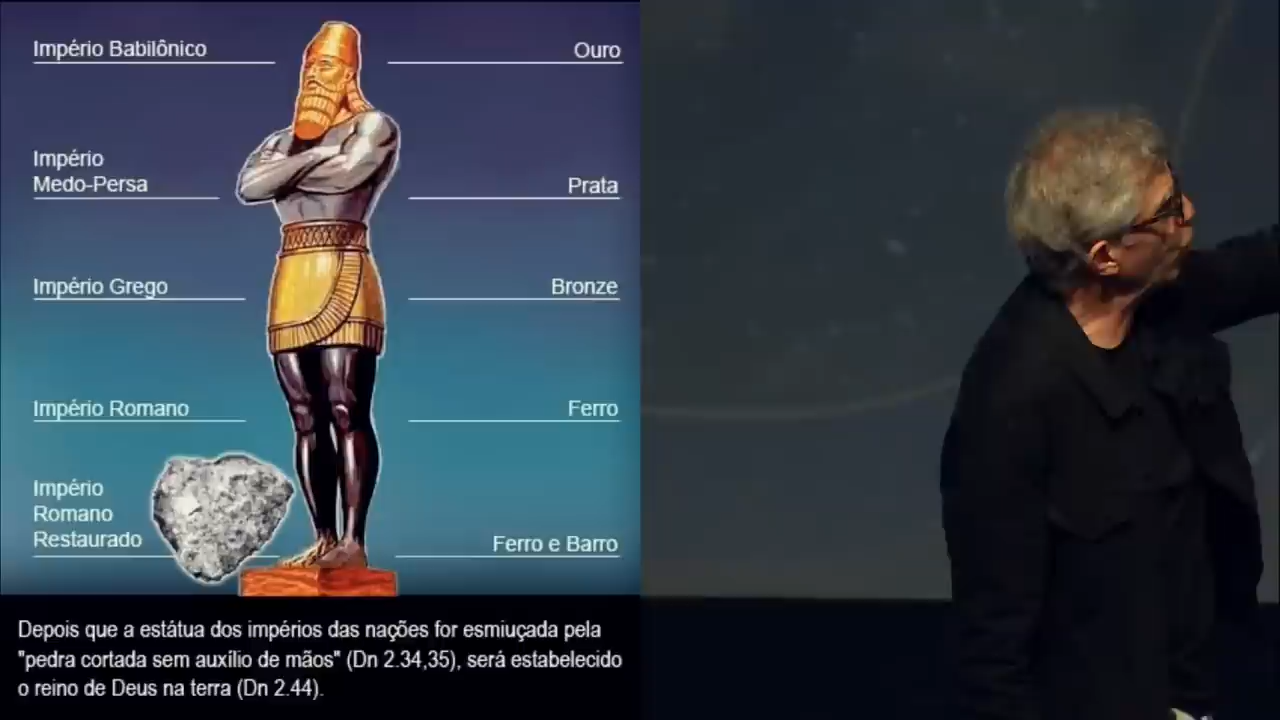 Império Babilônico
Ouro
Império
Medo-Persa
Prata
Império Grego
Bronze
Império Romano
Ferro
Império
Romano
Restaurado
Ferro e Barro
Depois que a estátua dos impérios das nações for esmiuçada pela
"pedra cortada sem auxílio de mãos" (Dn 2.34,35), será estabelecido
o reino de Deus na terra (Dn 2.44).